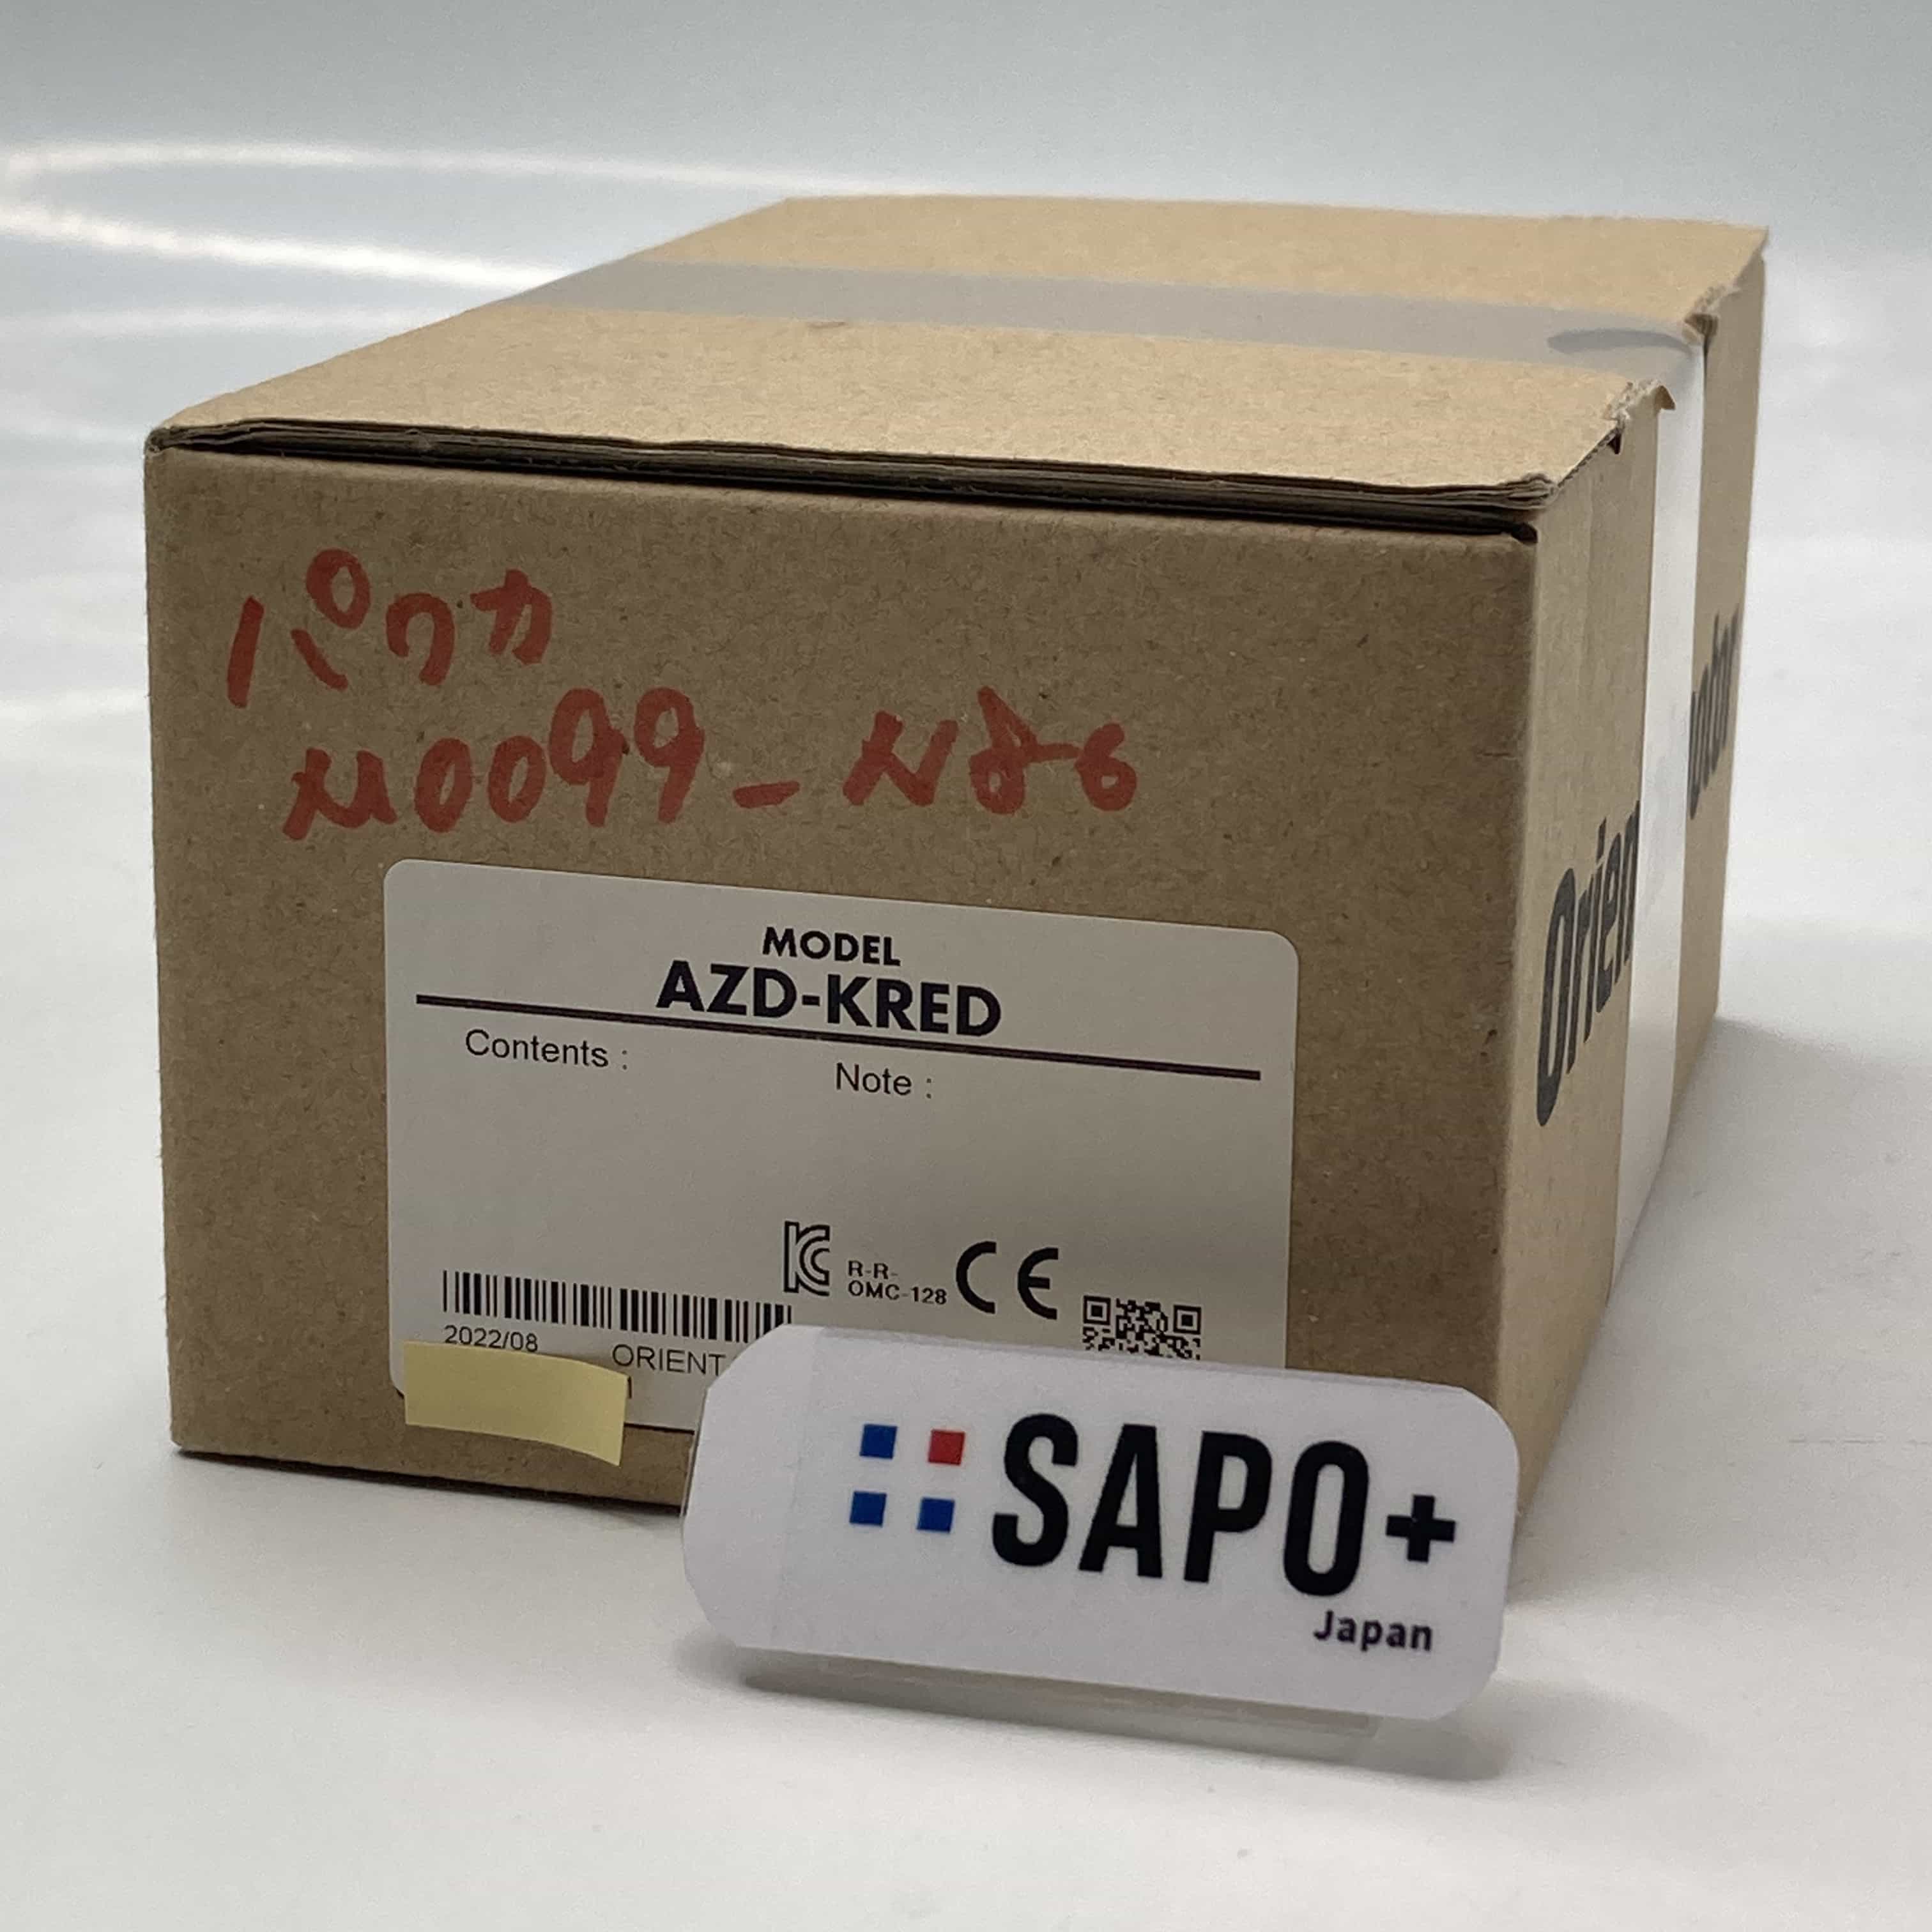 パワカ
M0099-N86
MODEL
AZD-KRED
Contents :
Note :
R-R-
OMC-128
CE
2022/08
ORIENT
Orien
SAPO+
Japan